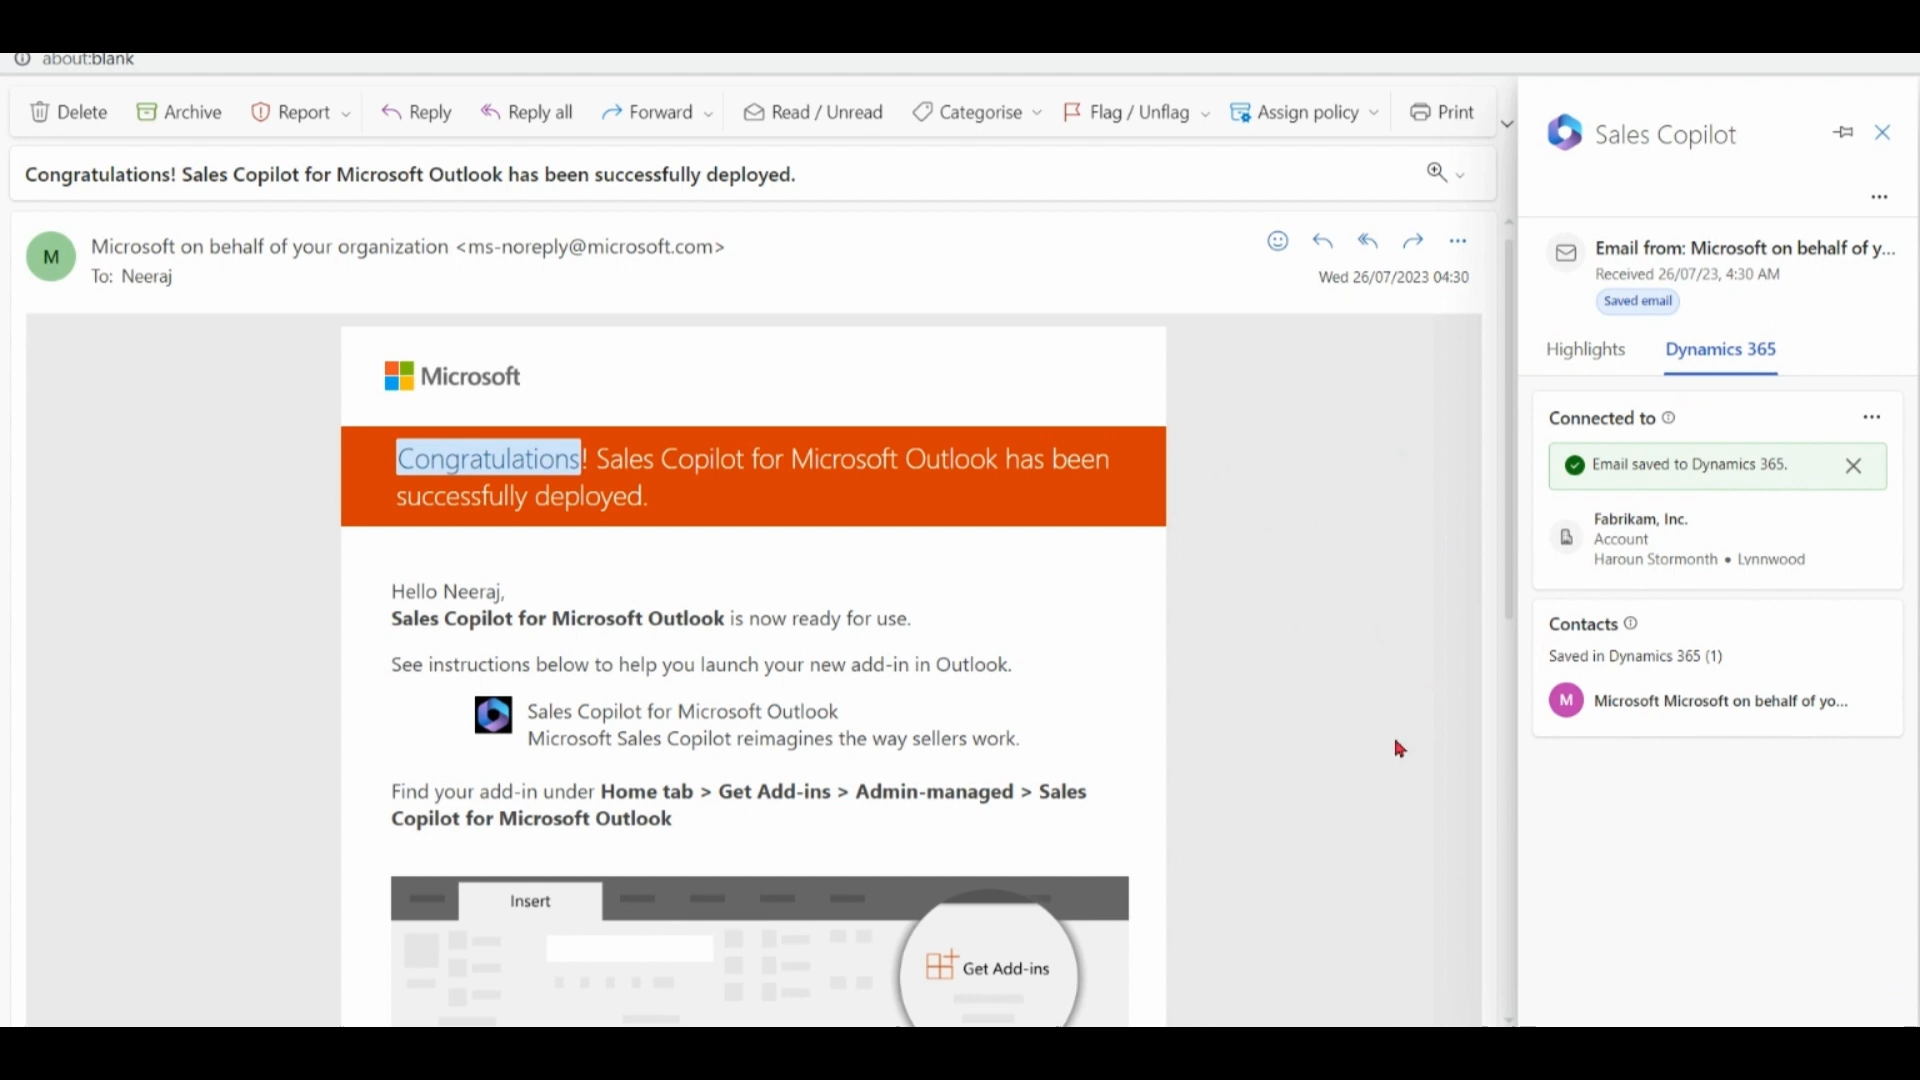 about:blank
Delete Archive Report Reply Reply all Forward Read / Unread Categorise Flag / Unflag Assign policy Print
Congratulations! Sales Copilot for Microsoft Outlook has been successfully deployed.
M
Microsoft on behalf of your organization <ms-noreply@microsoft.com>
To: Neeraj
Wed 26/07/2023 04:30
Microsoft
Congratulations! Sales Copilot for Microsoft Outlook has been
successfully deployed.
Hello Neeraj,
Sales Copilot for Microsoft Outlook is now ready for use.
See instructions below to help you launch your new add-in in Outlook.
Sales Copilot for Microsoft Outlook
Microsoft Sales Copilot reimagines the way sellers work.
Find your add-in under Home tab > Get Add-ins > Admin-managed > Sales
Copilot for Microsoft Outlook
Insert
Get Add-ins
Sales Copilot
Email from: Microsoft on behalf of y...
Received 26/07/23, 4:30 AM
Saved email
Highlights Dynamics 365
Connected to
Email saved to Dynamics 365.
Fabrikam, Inc.
Account
Haroun Stormonth • Lynnwood
Contacts
Saved in Dynamics 365 (1)
M Microsoft Microsoft on behalf of yo...